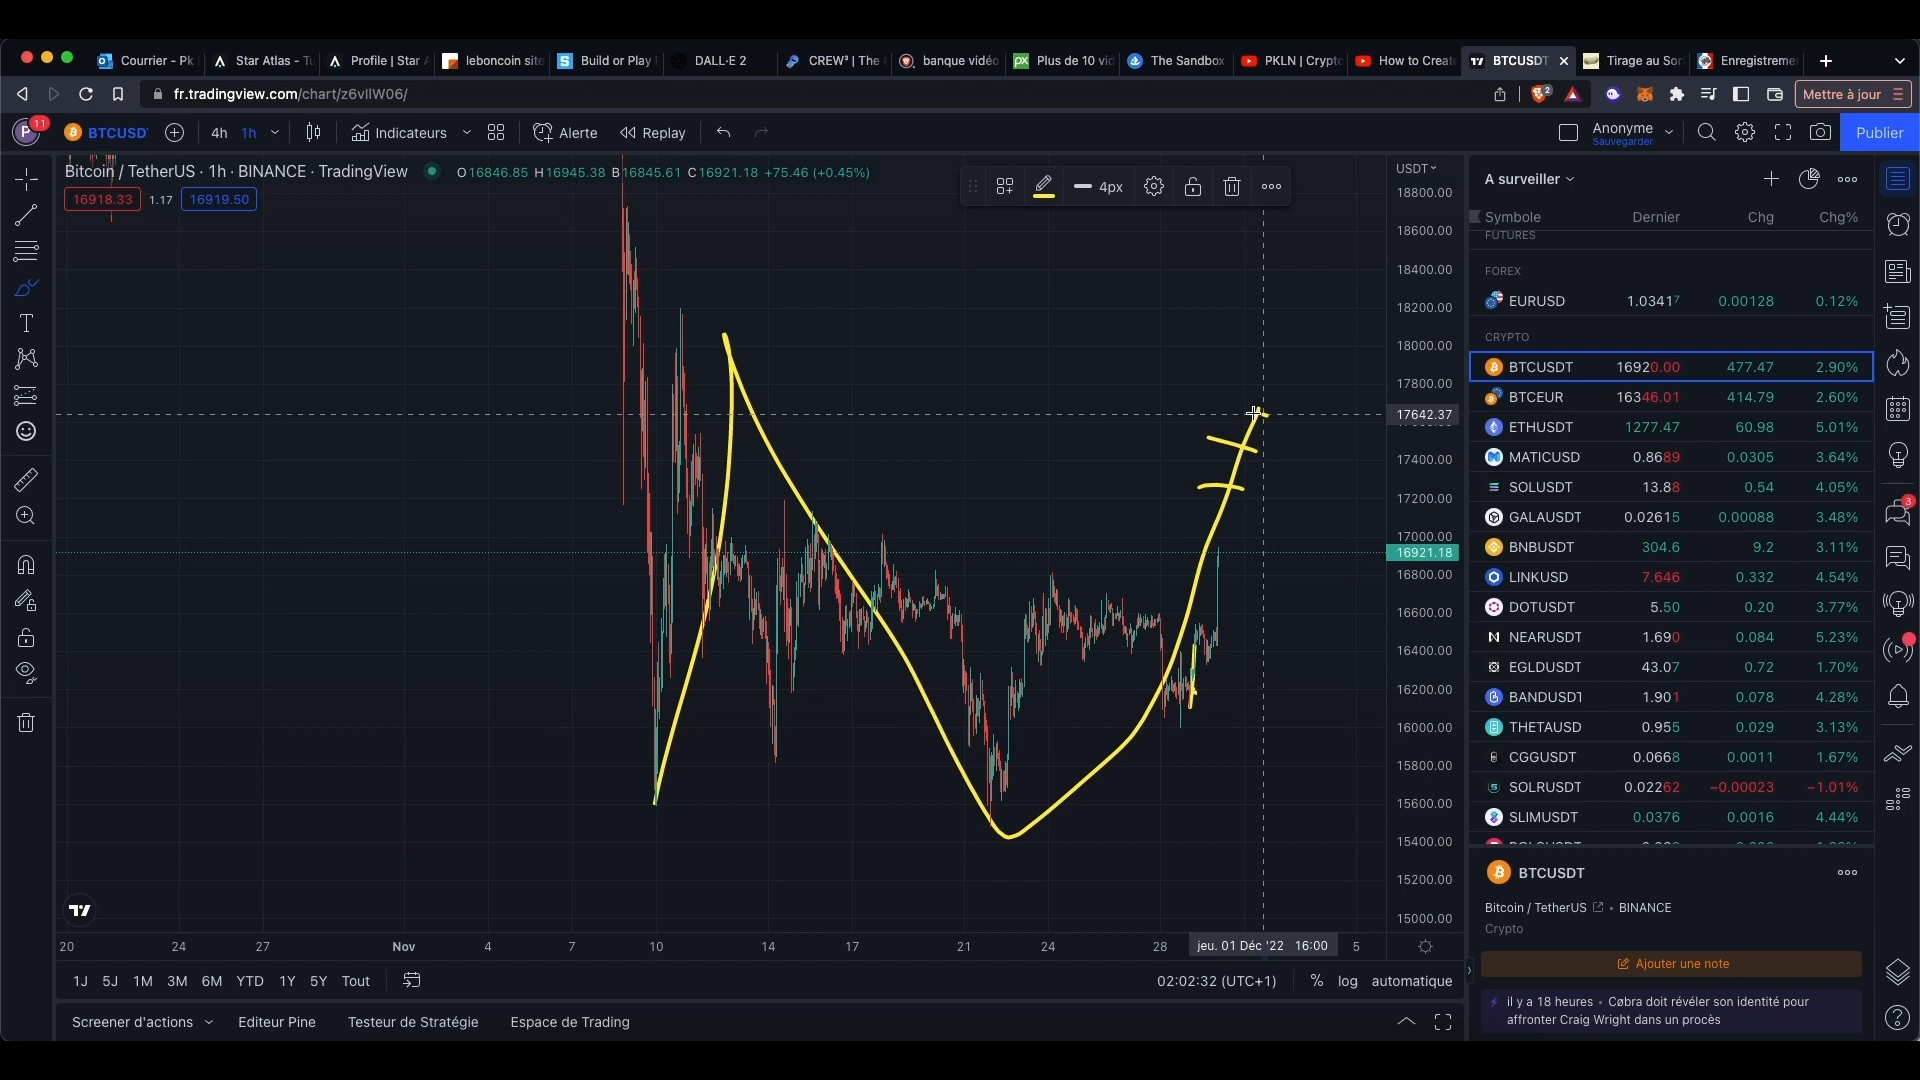 Courrier - Pk
Star Atlas - Tu
Profile | Star A
leboncoin site
Build or Play
DALL·E 2
CREW³ | The
banque vidéo
Plus de 10 vid
The Sandbox
PKLN | Crypto
How to Create
BTCUSDT
Tirage au Sor
Enregistreme
fr.tradingview.com/chart/z6vIIW06/
2
Mettre à jour
P
11
BTCUSD
4h 1h
Indicateurs
Alerte
Replay
Anonyme
Sauvegarder
Publier
Bitcoin / TetherUS · 1h · BINANCE · TradingView
O16846.85 H16945.38 B16845.61 C16921.18 +75.46 (+0.45%)
16918.33 1.17 16919.50
4px
USDT
18800.00
18600.00
18400.00
18200.00
18000.00
17800.00
17642.37
17400.00
17200.00
17000.00
16921.18
16800.00
16600.00
16400.00
16200.00
16000.00
15800.00
15600.00
15400.00
15200.00
15000.00
20 24 27 Nov 4 7 10 14 17 21 24 28 jeu. 01 Déc '22 16:00 5
1J 5J 1M 3M 6M YTD 1Y 5Y Tout
02:02:32 (UTC+1) % log automatique
Screener d'actions Editeur Pine Testeur de Stratégie Espace de Trading
A surveiller
Symbole Dernier Chg Chg%
FUTURES
FOREX
EURUSD 1.03417 0.00128 0.12%
CRYPTO
BTCUSDT 16920.00 477.47 2.90%
BTCEUR 16346.01 414.79 2.60%
ETHUSDT 1277.47 60.98 5.01%
MATICUSD 0.8689 0.0305 3.64%
SOLUSDT 13.88 0.54 4.05%
GALAUSDT 0.02615 0.00088 3.48%
BNBUSDT 304.6 9.2 3.11%
LINKUSD 7.646 0.332 4.54%
DOTUSDT 5.50 0.20 3.77%
NEARUSDT 1.690 0.084 5.23%
EGLDUSDT 43.07 0.72 1.70%
BANDUSDT 1.901 0.078 4.28%
THETAUSD 0.955 0.029 3.13%
CGGUSDT 0.0668 0.0011 1.67%
SOLRUSDT 0.02262 −0.00023 −1.01%
SLIMUSDT 0.0376 0.0016 4.44%
3
BTCUSDT
Bitcoin / TetherUS • BINANCE
Crypto
Ajouter une note
il y a 18 heures • Cøbra doit révéler son identité pour
affronter Craig Wright dans un procès